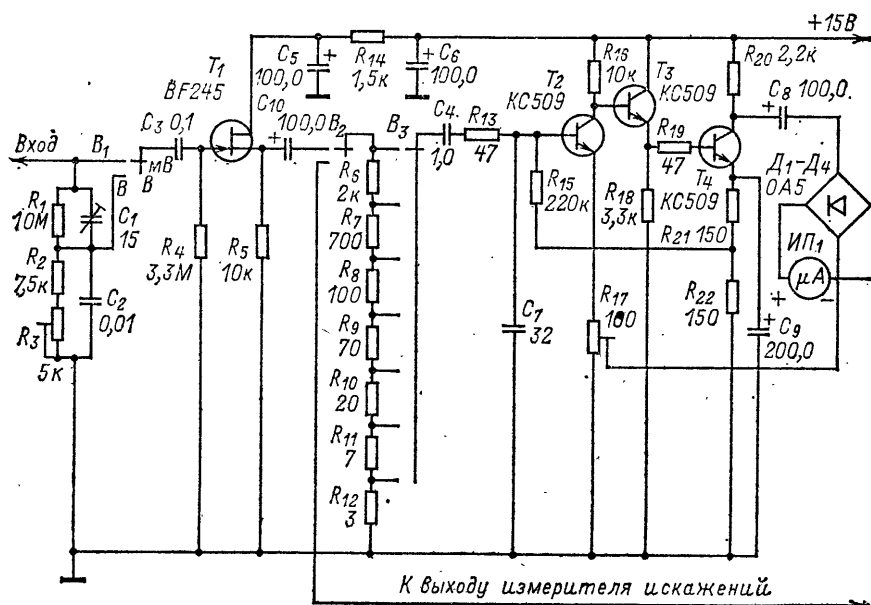 +15В
T1
BF245
C5
100,0
R14
1,5к
C6
100,0
R16
10к
T2
КС509
T3
КС509
R20 2,2к
C8 100,0
Вход
B1
C3 0,1
мВ
В
В
C10
100,0
B2
B3
C4
1,0
R13
47
R19
47
T4
КС509
Д1-Д4
0А5
R1
10М
C1
15
R2
7,5к
R3
5к
C2
0,01
R4
3,3М
R5
10к
R6
2к
R7
700
R8
100
R9
70
R10
20
R11
7
R12
3
R15
220к
R18
3,3к
R21 150
R17
100
C7
32
R22
150
C9
200,0
ИП1
μА
+
−
К выходу измерителя искажений